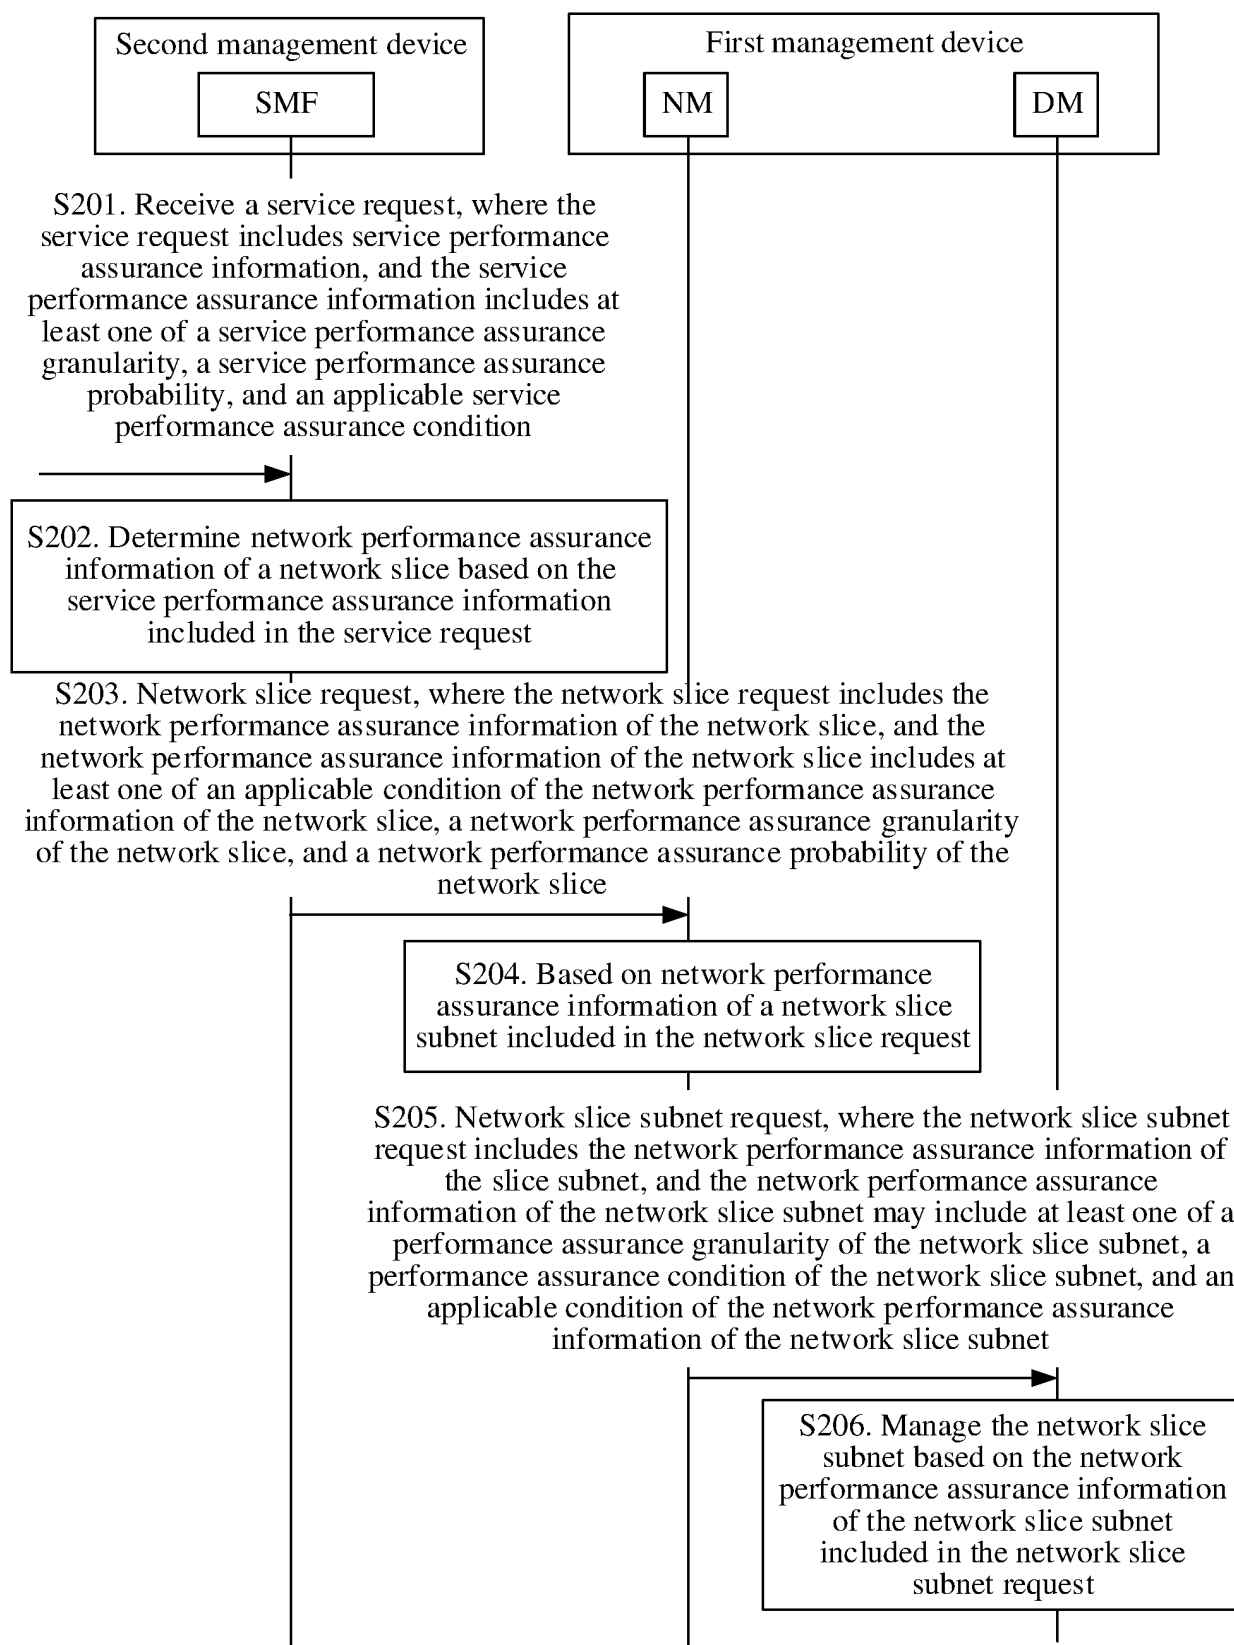 Second management device
First management device
SMF
NM
DM
S201. Receive a service request, where the
service request includes service performance
assurance information, and the service
performance assurance information includes at
least one of a service performance assurance
granularity, a service performance assurance
probability, and an applicable service
performance assurance condition
S202. Determine network performance assurance
information of a network slice based on the
service performance assurance information
included in the service request
S203. Network slice request, where the network slice request includes the
network performance assurance information of the network slice, and the
network performance assurance information of the network slice includes at
least one of an applicable condition of the network performance assurance
information of the network slice, a network performance assurance granularity
of the network slice, and a network performance assurance probability of the
network slice
S204. Based on network performance
assurance information of a network slice
subnet included in the network slice request
S205. Network slice subnet request, where the network slice subnet
request includes the network performance assurance information of
the slice subnet, and the network performance assurance
information of the network slice subnet may include at least one of a
performance assurance granularity of the network slice subnet, a
performance assurance condition of the network slice subnet, and an
applicable condition of the network performance assurance
information of the network slice subnet
S206. Manage the network slice
subnet based on the network
performance assurance information
of the network slice subnet
included in the network slice
subnet request